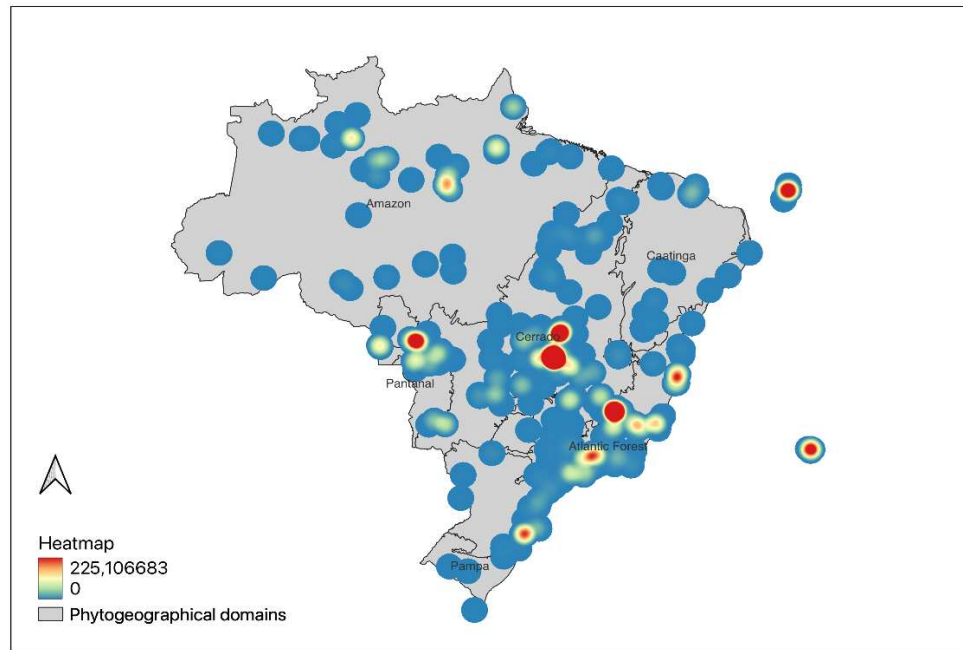 Amazon
Caatinga
Cerrado
Pantanal
Atlantic Forest
Pampa
Heatmap
225,106683
0
Phytogeographical domains